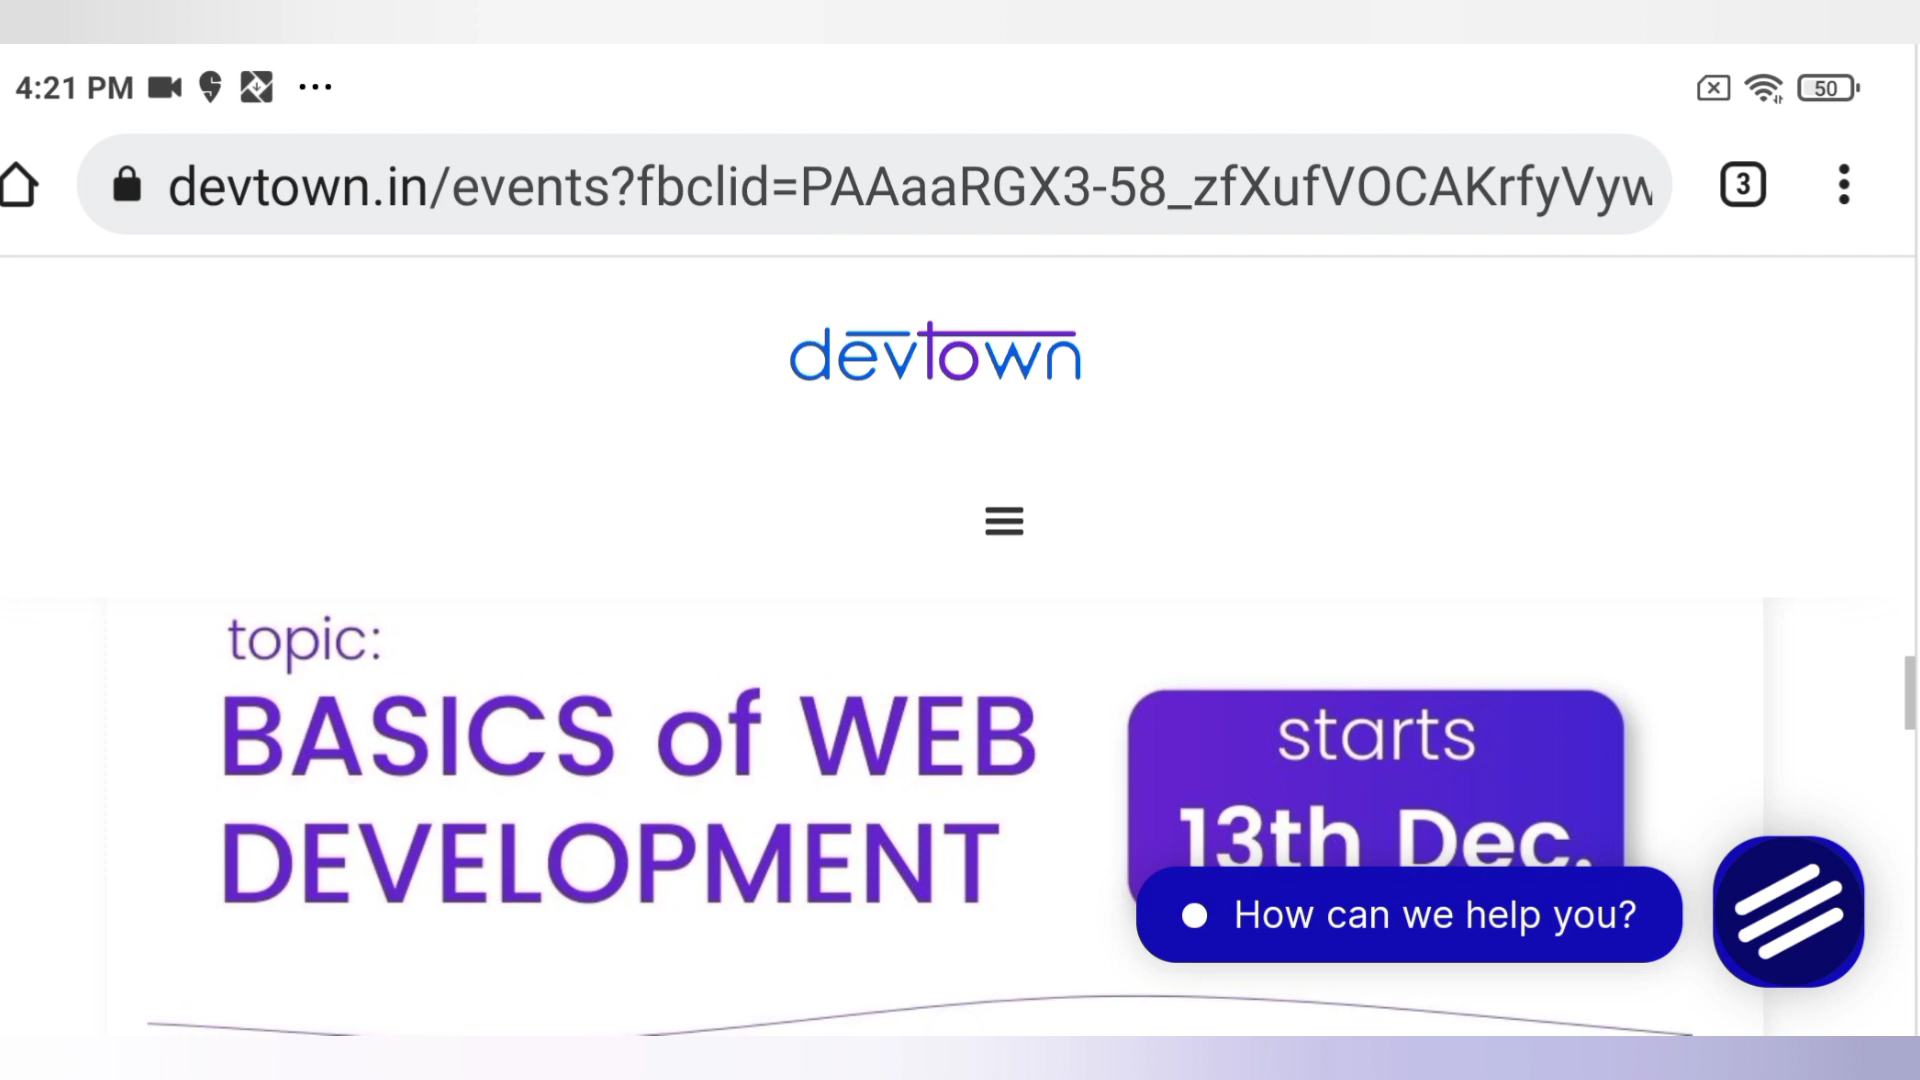 4:21 PM ... 50
devtown.in/events?fbclid=PAAaaRGX3-58_zfXufVOCAKrfyVyw 3
devtown
topic:
BASICS of WEB
DEVELOPMENT
starts
13th Dec.
How can we help you?